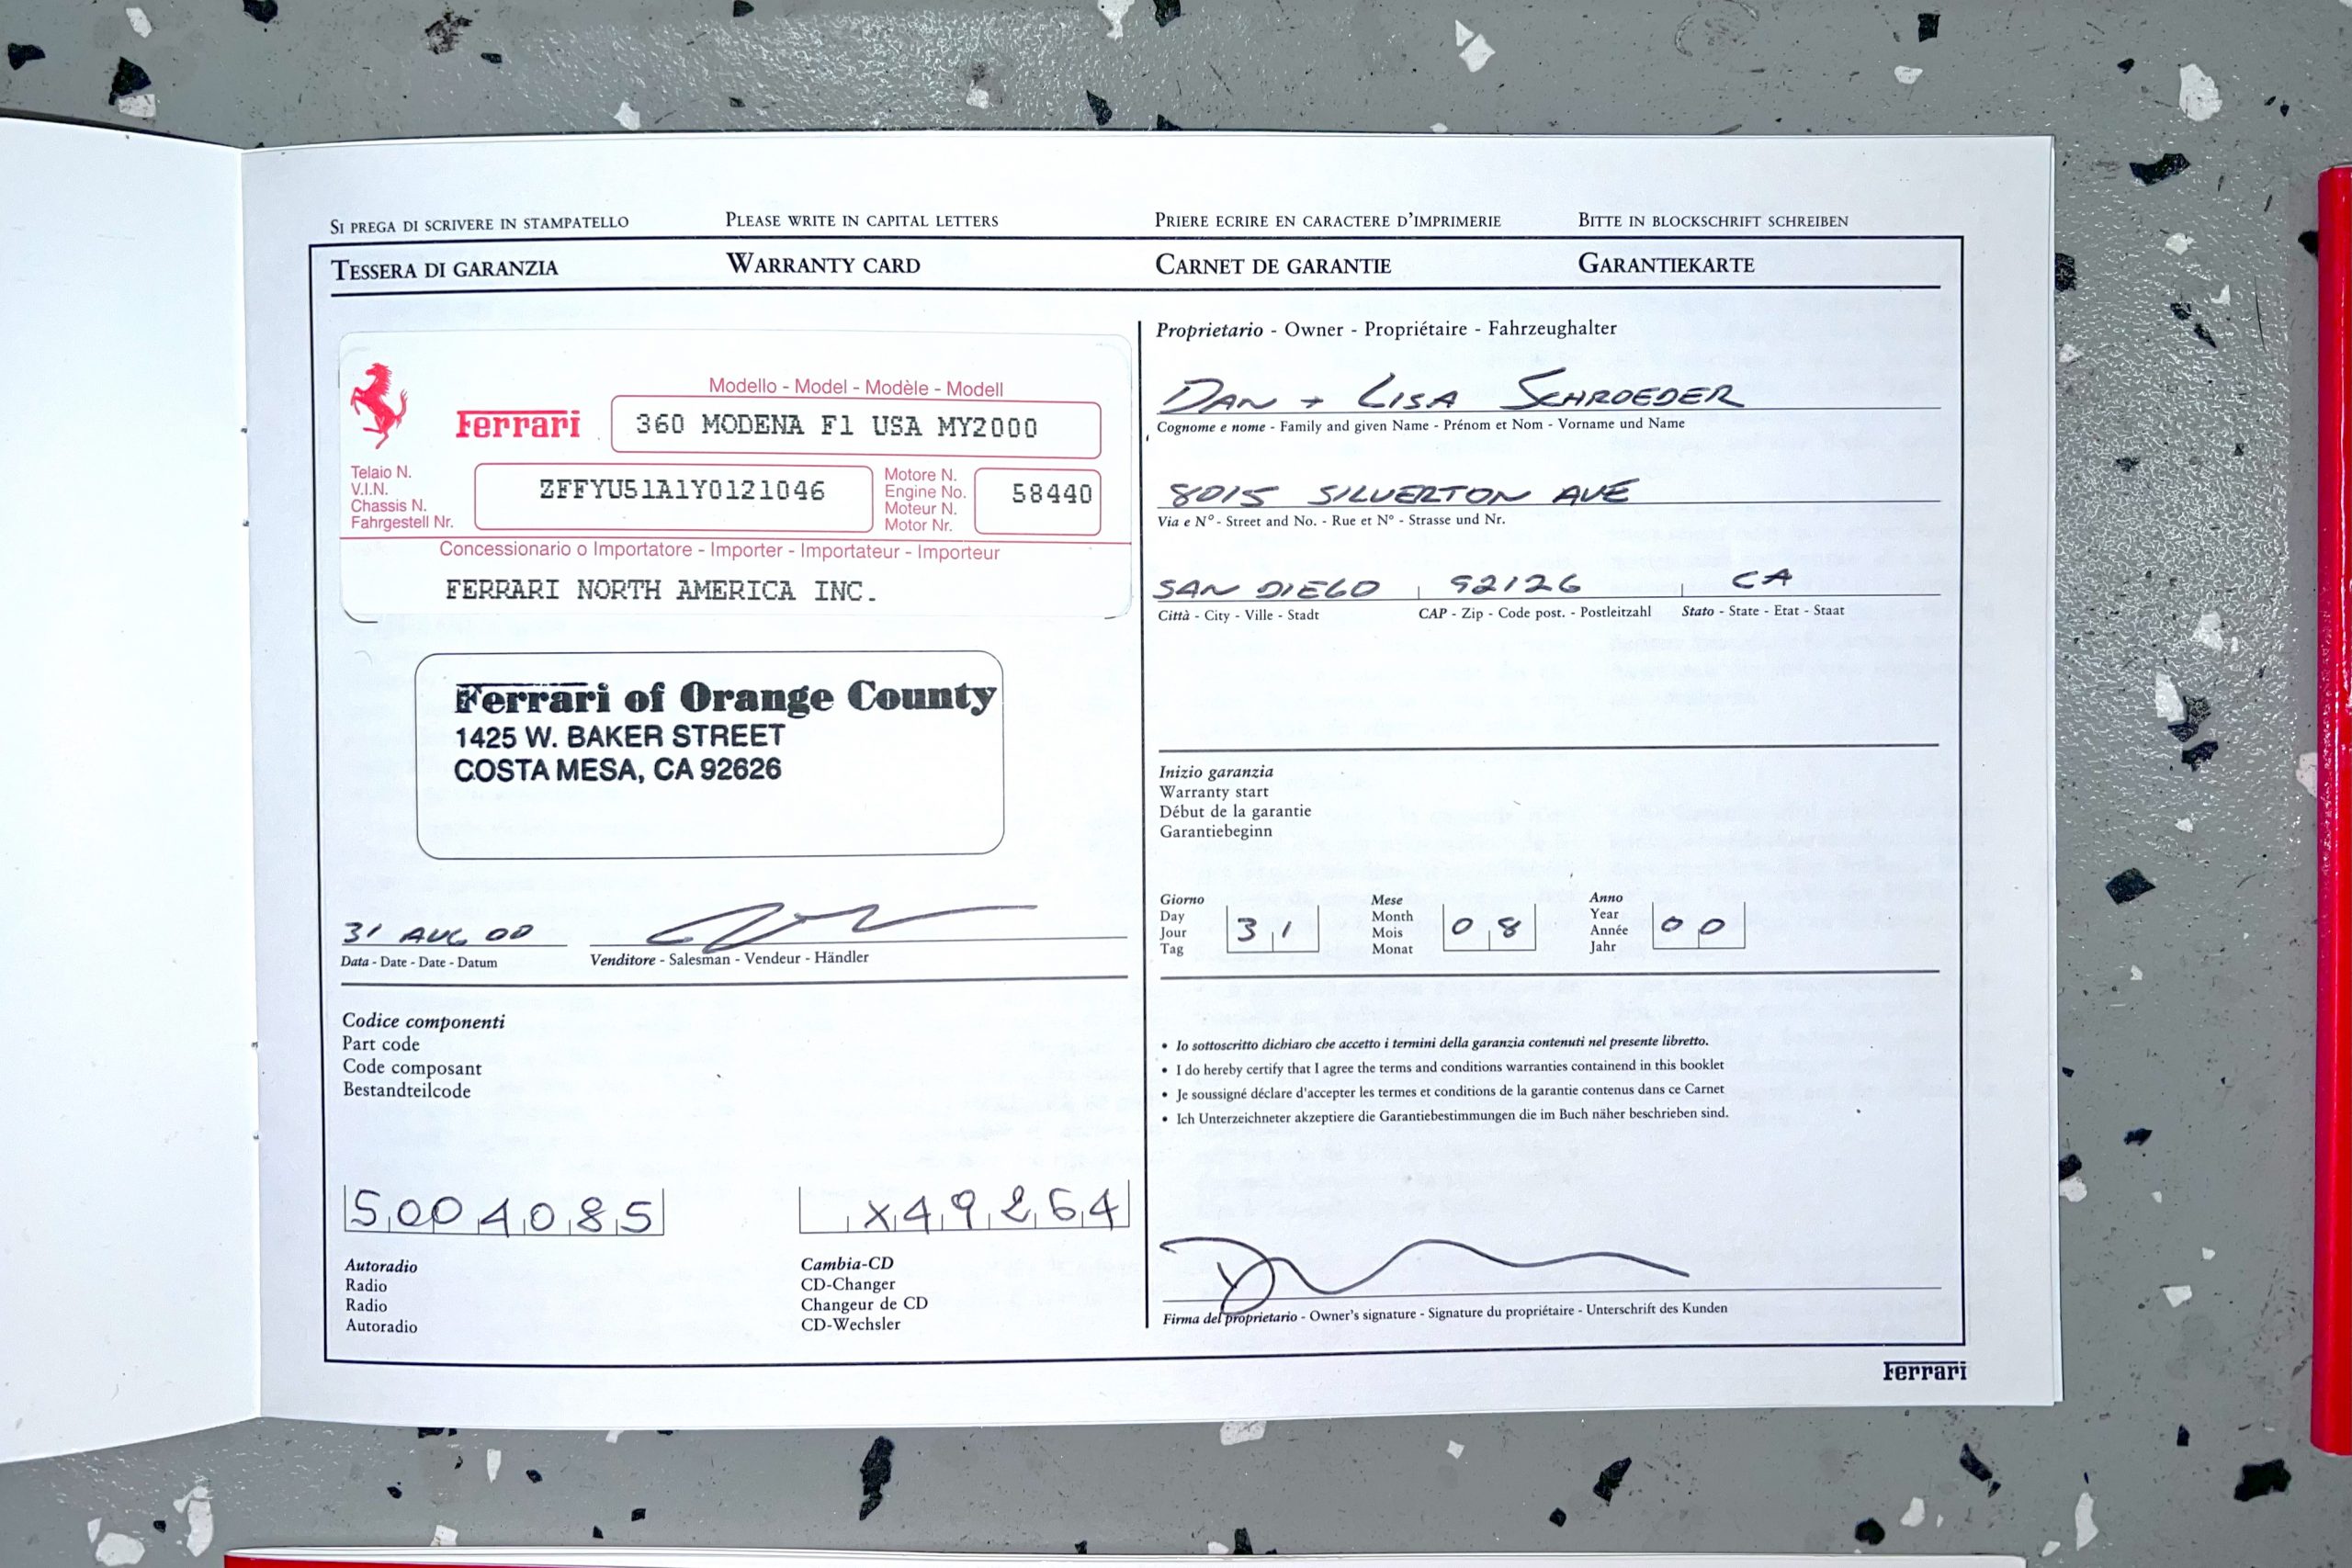 SI PREGA DI SCRIVERE IN STAMPATELLO PLEASE WRITE IN CAPITAL LETTERS PRIERE ECRIRE EN CARACTERE D'IMPRIMERIE BITTE IN BLOCKSCHRIFT SCHREIBEN
TESSERA DI GARANZIA WARRANTY CARD CARNET DE GARANTIE GARANTIEKARTE
Modello - Model - Modèle - Modell
Ferrari 360 MODENA F1 USA MY2000
Telaio N.
V.I.N.
Chassis N.
Fahrgestell Nr.
ZFFYU51A1Y0121046
Motore N.
Engine No.
Moteur N.
Motor Nr.
58440
Concessionario o Importatore - Importer - Importateur - Importeur
FERRARI NORTH AMERICA INC.
Ferrari of Orange County
1425 W. BAKER STREET
COSTA MESA, CA 92626
31 AUG 00
Data - Date - Date - Datum
Venditore - Salesman - Vendeur - Händler
Codice componenti
Part code
Code composant
Bestandteilcode
5004085
X49264
Autoradio
Radio
Radio
Autoradio
Cambia-CD
CD-Changer
Changeur de CD
CD-Wechsler
Proprietario - Owner - Propriétaire - Fahrzeughalter
DAN + LISA SCHROEDER
Cognome e nome - Family and given Name - Prénom et Nom - Vorname und Name
8015 SILVERTON AVE
Via e N° - Street and No. - Rue et N° - Strasse und Nr.
SAN DIEGO 92126 CA
Città - City - Ville - Stadt CAP - Zip - Code post. - Postleitzahl Stato - State - Etat - Staat
Inizio garanzia
Warranty start
Début de la garantie
Garantiebeginn
Giorno
Day
Jour
Tag
31
Mese
Month
Mois
Monat
08
Anno
Year
Année
Jahr
00
• Io sottoscritto dichiaro che accetto i termini della garanzia contenuti nel presente libretto.
• I do hereby certify that I agree the terms and conditions warranties containend in this booklet
• Je soussigné déclare d'accepter les termes et conditions de la garantie contenus dans ce Carnet
• Ich Unterzeichneter akzeptiere die Garantiebestimmungen die im Buch näher beschrieben sind.
Firma del proprietario - Owner's signature - Signature du propriétaire - Unterschrift des Kunden
Ferrari